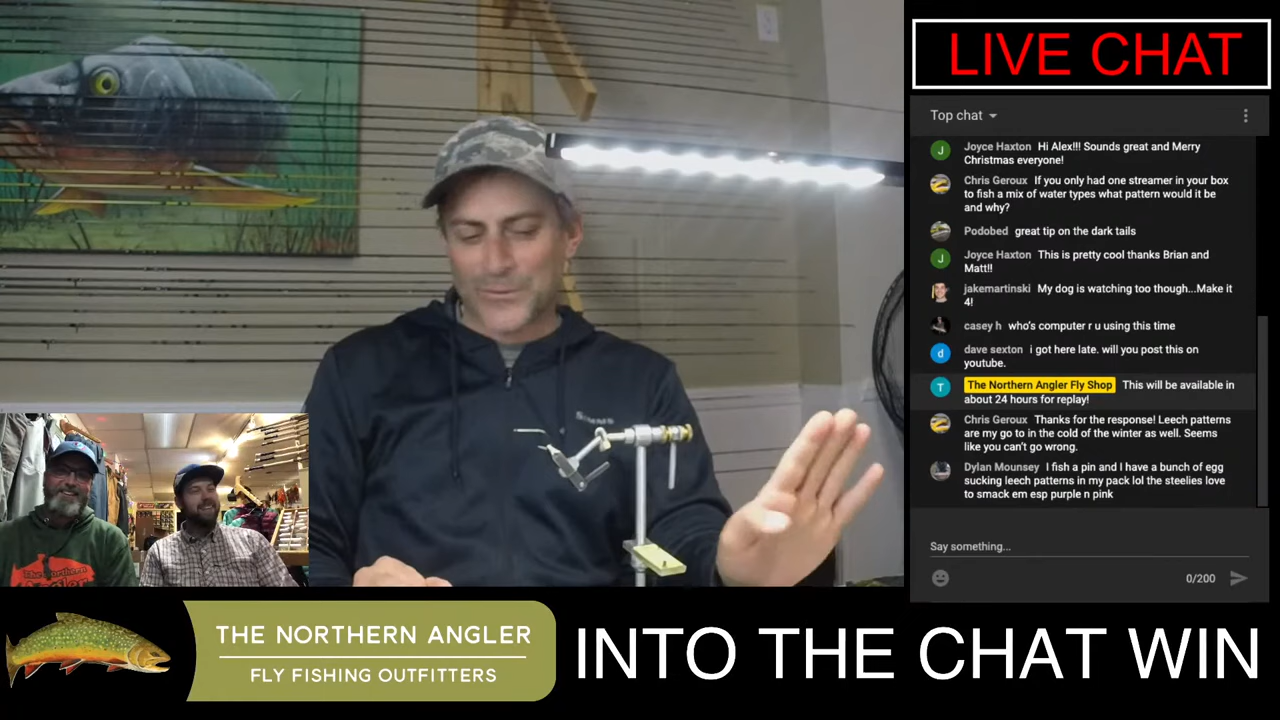 LIVE CHAT
Top chat
J Joyce Haxton Hi Alex!!! Sounds great and Merry
Christmas everyone!
Chris Geroux If you only had one streamer in your box
to fish a mix of water types what pattern would it be
and why?
Podobed great tip on the dark tails
J Joyce Haxton This is pretty cool thanks Brian and
Matt!!
jakemartinski My dog is watching too though...Make it
4!
casey h who's computer r u using this time
d dave sexton i got here late. will you post this on
youtube.
T The Northern Angler Fly Shop This will be available in
about 24 hours for replay!
Chris Geroux Thanks for the response! Leech patterns
are my go to in the cold of the winter as well. Seems
like you can't go wrong.
Dylan Mounsey I fish a pin and I have a bunch of egg
sucking leech patterns in my pack lol the steelies love
to smack em esp purple n pink
Say something...
0/200
SIMMS
The Northern
Angler
THE NORTHERN ANGLER
FLY FISHING OUTFITTERS
INTO THE CHAT WIN